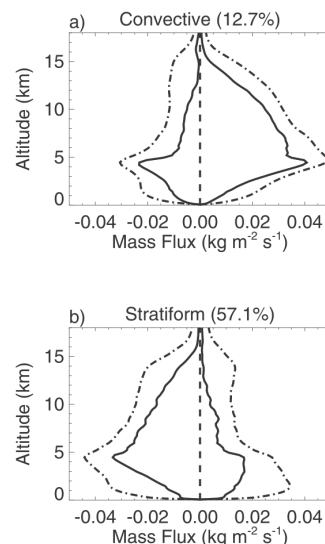 a) Convective (12.7%)
Altitude (km)
15
10
5
0
-0.04 -0.02 0.00 0.02 0.04
Mass Flux (kg m⁻² s⁻¹)
b) Stratiform (57.1%)
Altitude (km)
15
10
5
0
-0.04 -0.02 0.00 0.02 0.04
Mass Flux (kg m⁻² s⁻¹)